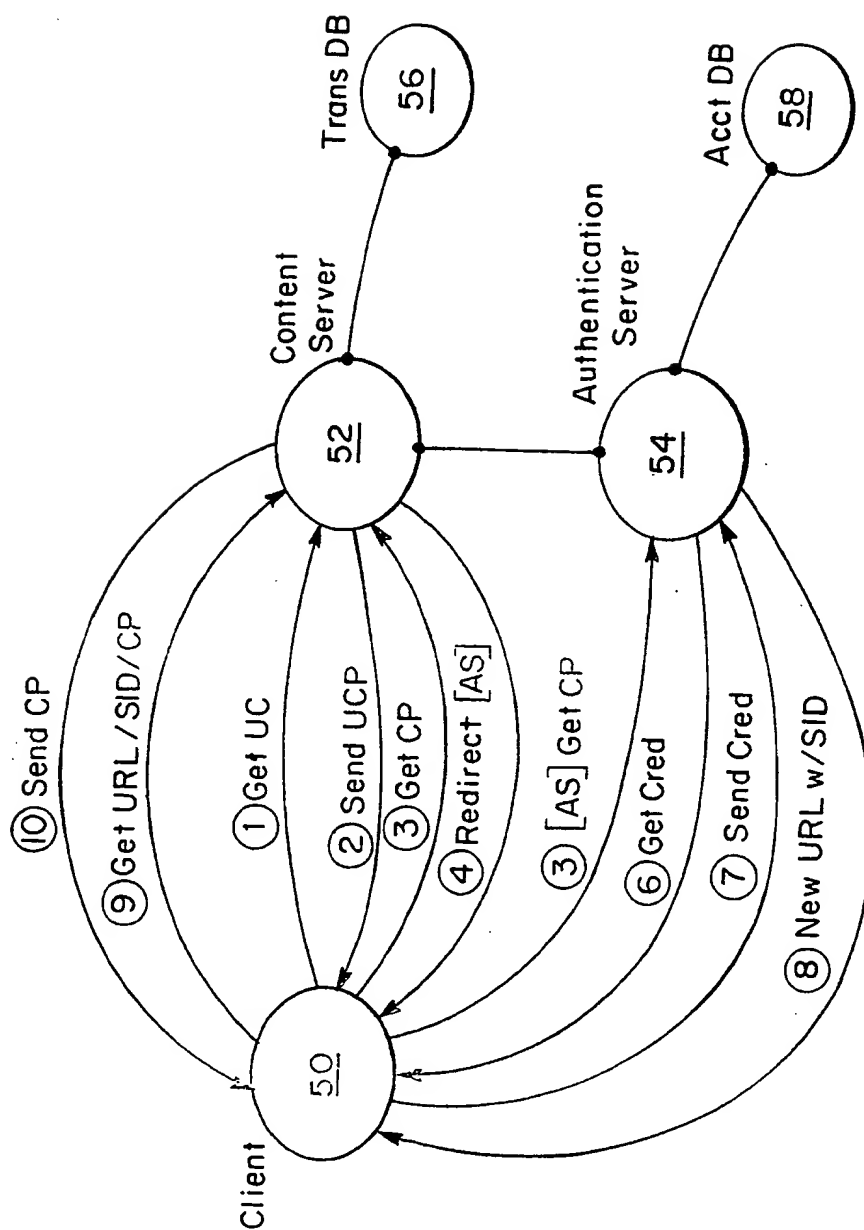 ⑩ Send CP
⑨ Get URL/SID/CP
① Get UC
② Send UCP
③ Get CP
④ Redirect [AS]
③ [AS] Get CP
⑥ Get Cred
⑦ Send Cred
⑧ New URL w/SID
Client
50
Content
Server
52
Trans DB
56
Authentication
Server
54
Acct DB
58